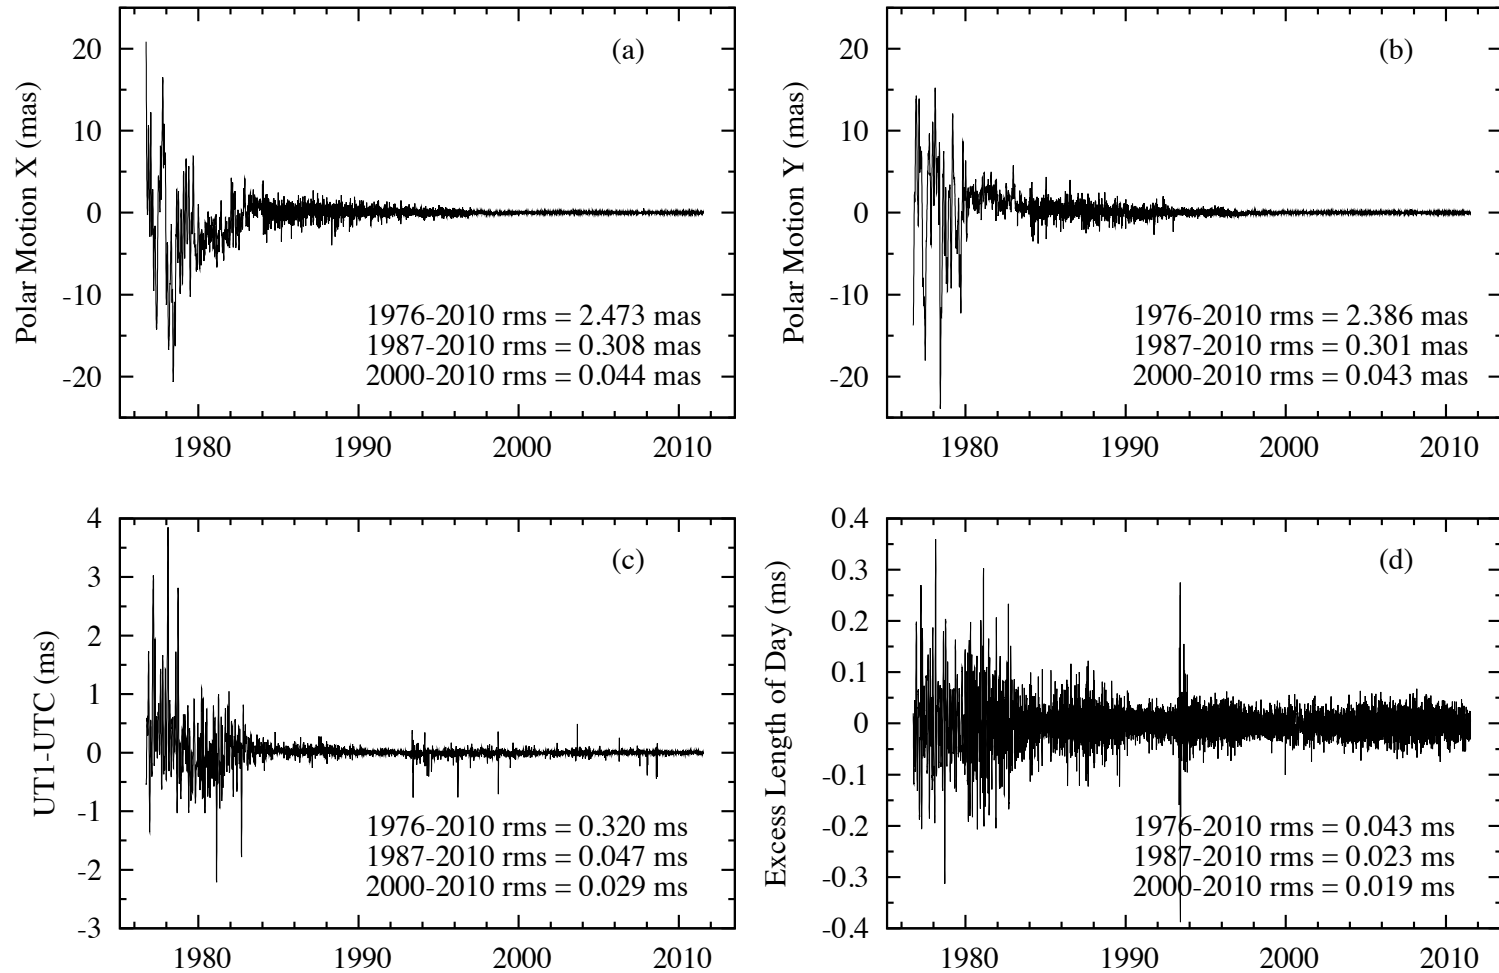 (a)
Polar Motion X (mas)
20
10
0
-10
-20
1976-2010 rms = 2.473 mas
1987-2010 rms = 0.308 mas
2000-2010 rms = 0.044 mas
1980 1990 2000 2010
(b)
Polar Motion Y (mas)
20
10
0
-10
-20
1976-2010 rms = 2.386 mas
1987-2010 rms = 0.301 mas
2000-2010 rms = 0.043 mas
1980 1990 2000 2010
(c)
UT1-UTC (ms)
4
3
2
1
0
-1
-2
-3
1976-2010 rms = 0.320 ms
1987-2010 rms = 0.047 ms
2000-2010 rms = 0.029 ms
1980 1990 2000 2010
(d)
Excess Length of Day (ms)
0.4
0.3
0.2
0.1
0
-0.1
-0.2
-0.3
-0.4
1976-2010 rms = 0.043 ms
1987-2010 rms = 0.023 ms
2000-2010 rms = 0.019 ms
1980 1990 2000 2010